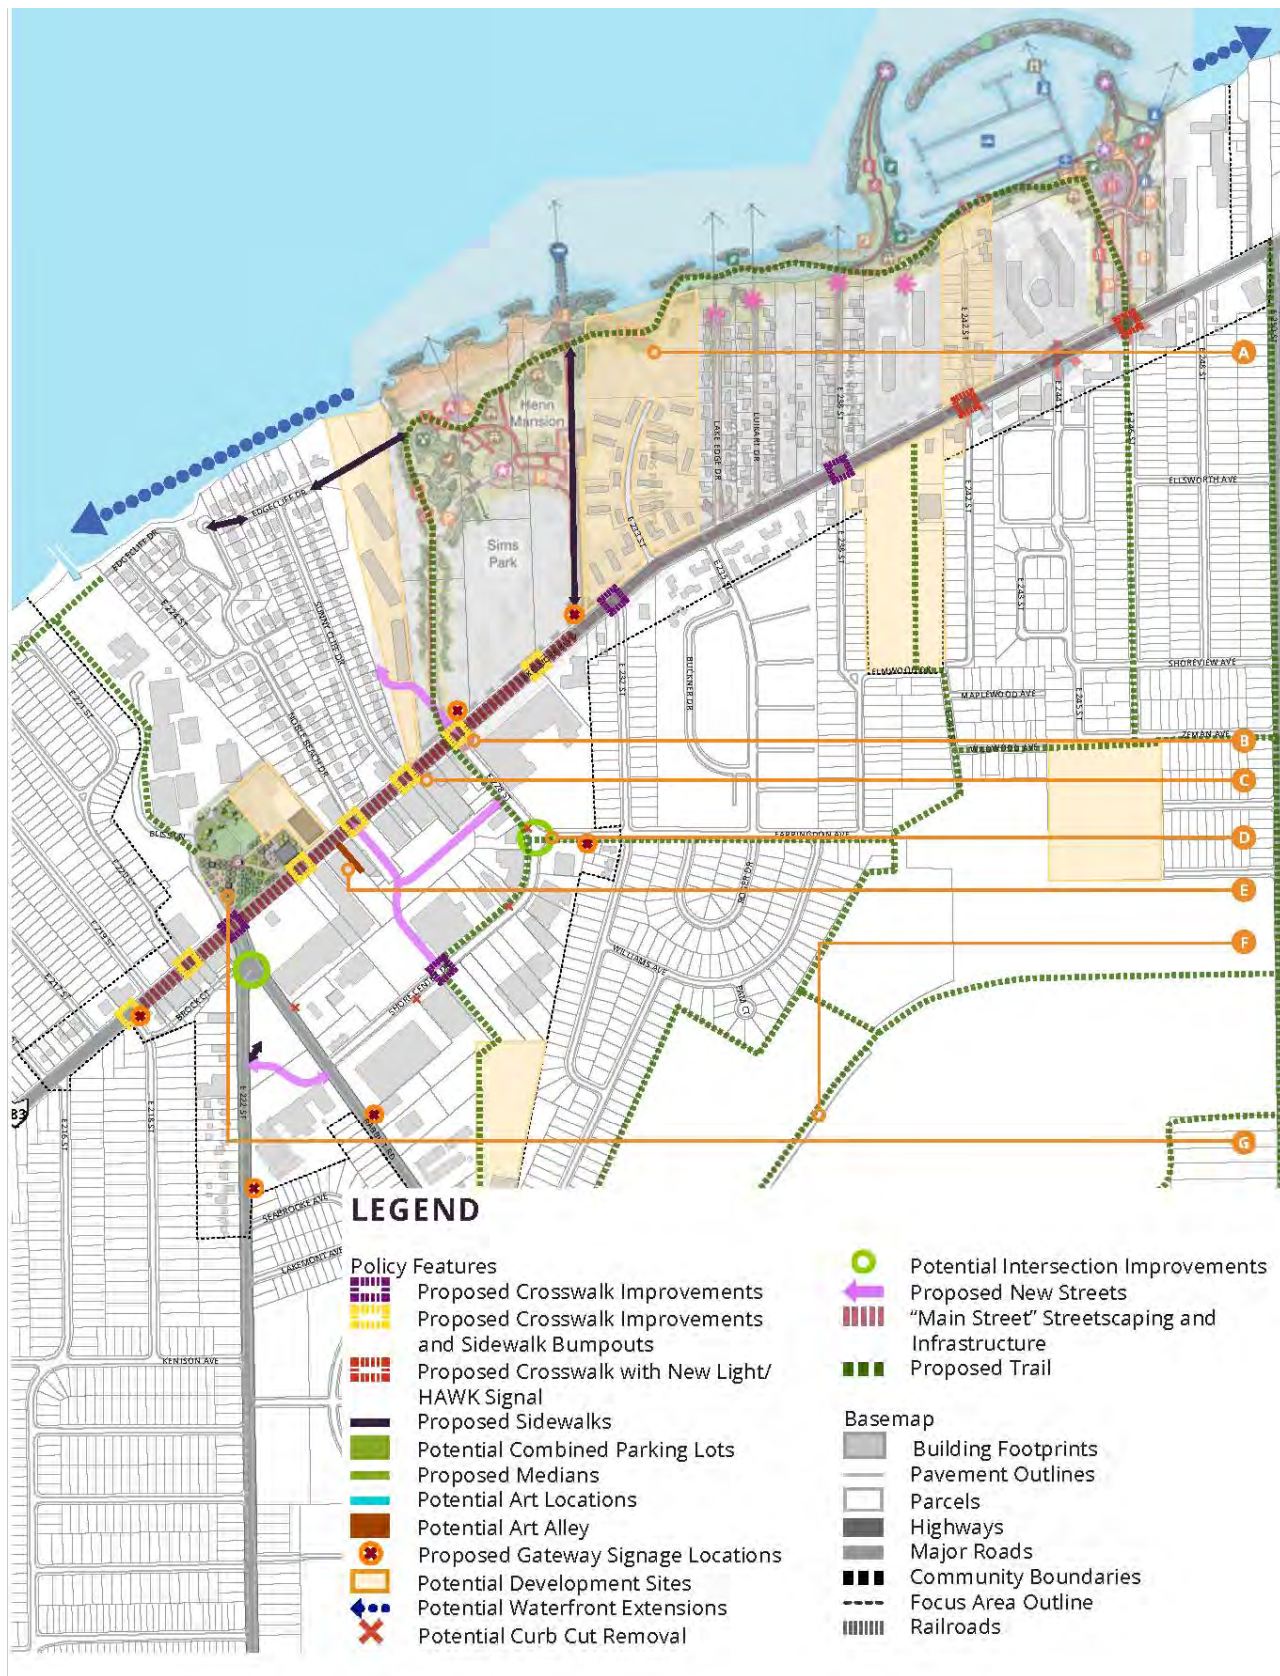 Henn
Mansion
Sims
Park
A
LAKE EDGE DR
LUIKART DR
E 238 ST
E 242 ST
E 244 ST
ELLSWORTH AVE
EDGECLIFF DR
EDGECLIFF DR
E 224 ST
SUNNY CLIFF DR
NOBLE BEACH DR
E 233 ST
E 238 ST
E 242 ST
E 243 ST
E 221 ST
E 232 ST
BUCKNER DR
ELMWOOD DR
SHOREVIEW AVE
MAPLEWOOD AVE
E 245 ST
ZEMAN AVE
WILDWOOD AVE
B
C
E 228 ST
FARRINGDON AVE
D
BLISS LN
E 220 ST
E
E 219 ST
E 217 ST
WILLIAMS AVE
F
BROCK CT
E 222 ST
83
E 216 ST
E 218 ST
G
SEABROOKE AVE
LAKEMONT AVE
KENISON AVE
LEGEND
Policy Features
Proposed Crosswalk Improvements
Proposed Crosswalk Improvements
and Sidewalk Bumpouts
Proposed Crosswalk with New Light/
HAWK Signal
Proposed Sidewalks
Potential Combined Parking Lots
Proposed Medians
Potential Art Locations
Potential Art Alley
Proposed Gateway Signage Locations
Potential Development Sites
Potential Waterfront Extensions
Potential Curb Cut Removal
Potential Intersection Improvements
Proposed New Streets
“Main Street” Streetscaping and
Infrastructure
Proposed Trail
Basemap
Building Footprints
Pavement Outlines
Parcels
Highways
Major Roads
Community Boundaries
Focus Area Outline
Railroads